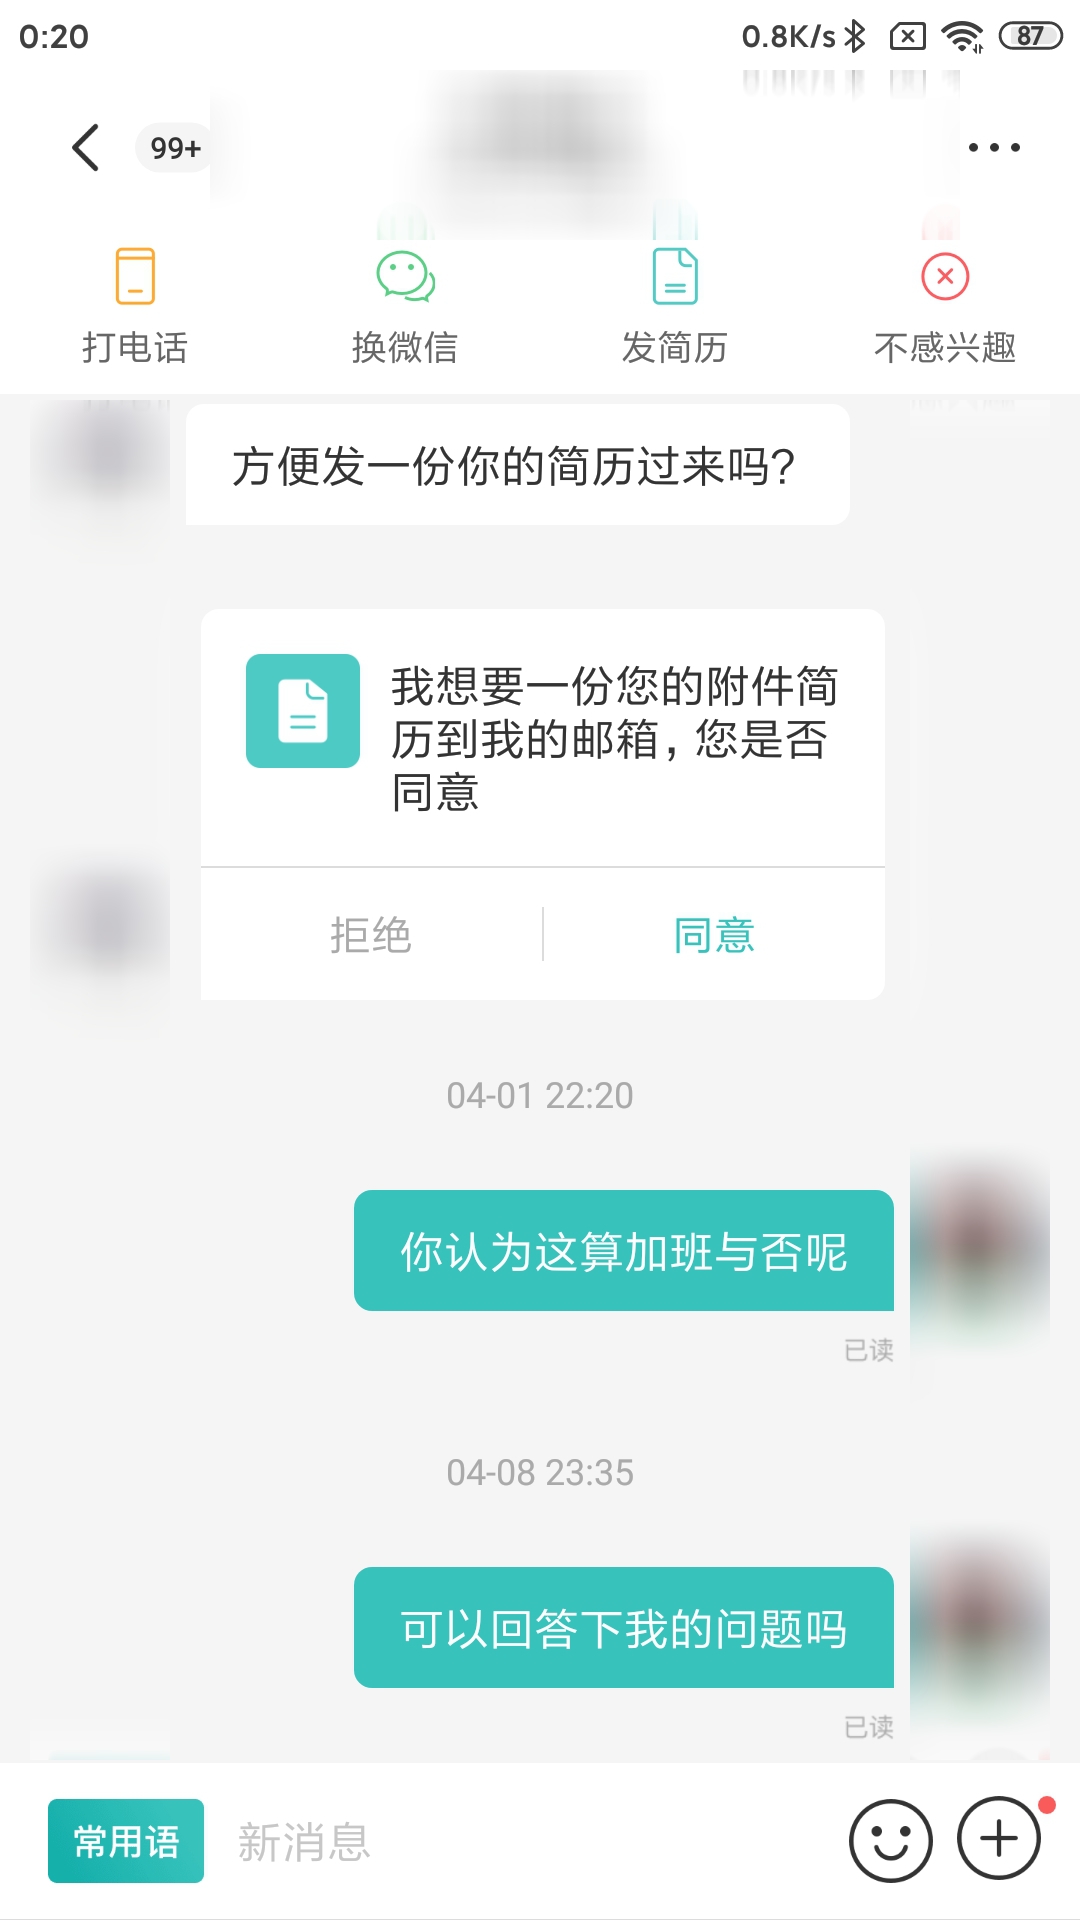 0:20
0.8K/s
87
99+
打电话
换微信
发简历
不感兴趣
方便发一份你的简历过来吗?
我想要一份您的附件简
历到我的邮箱,您是否
同意
拒绝
同意
04-01 22:20
你认为这算加班与否呢
已读
04-08 23:35
可以回答下我的问题吗
已读
常用语
新消息